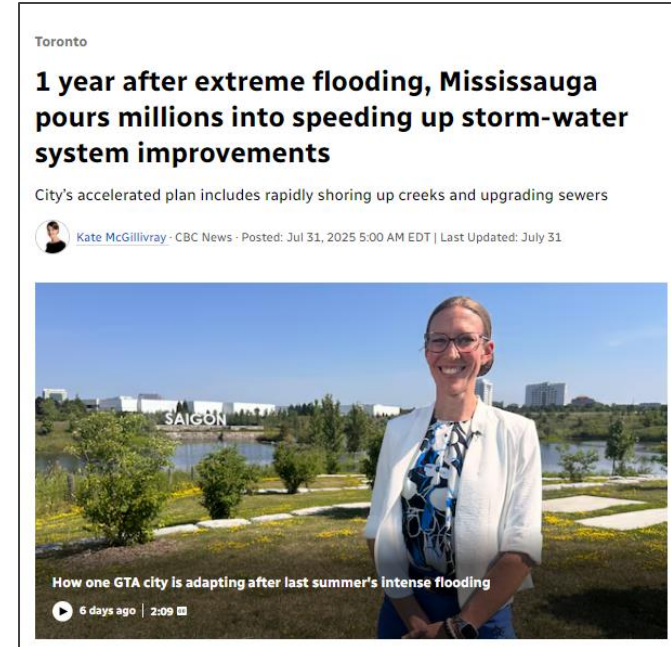 Toronto
1 year after extreme flooding, Mississauga
pours millions into speeding up storm-water
system improvements
City's accelerated plan includes rapidly shoring up creeks and upgrading sewers
Kate McGillivray · CBC News · Posted: Jul 31, 2025 5:00 AM EDT | Last Updated: July 31
SAIGON
How one GTA city is adapting after last summer's intense flooding
6 days ago | 2:09 CC